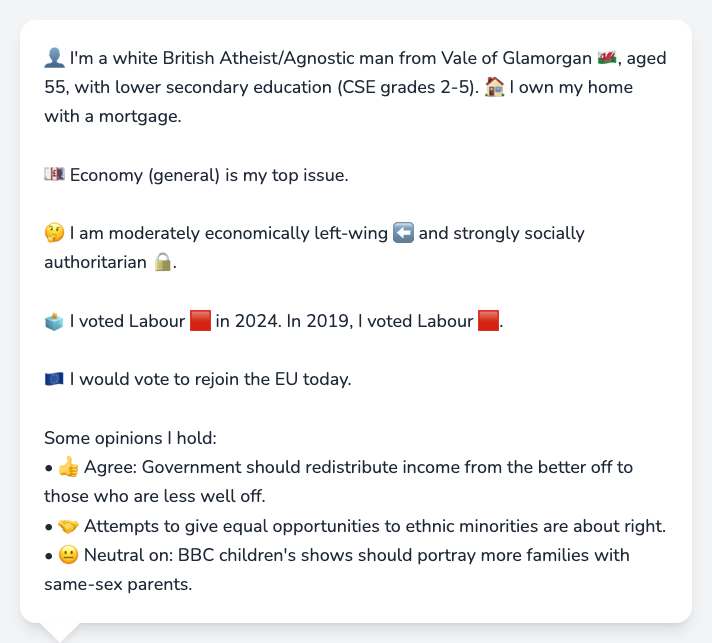 👤 I'm a white British Atheist/Agnostic man from Vale of Glamorgan 🏴󠁧󠁢󠁷󠁬󠁳󠁿, aged
55, with lower secondary education (CSE grades 2-5). 🏠 I own my home
with a mortgage.
💷 Economy (general) is my top issue.
🤔 I am moderately economically left-wing ⬅️ and strongly socially
authoritarian 🔒.
🗳️ I voted Labour 🟥 in 2024. In 2019, I voted Labour 🟥.
🇪🇺 I would vote to rejoin the EU today.
Some opinions I hold:
• 👍 Agree: Government should redistribute income from the better off to
those who are less well off.
• 🤝 Attempts to give equal opportunities to ethnic minorities are about right.
• 😐 Neutral on: BBC children's shows should portray more families with
same-sex parents.